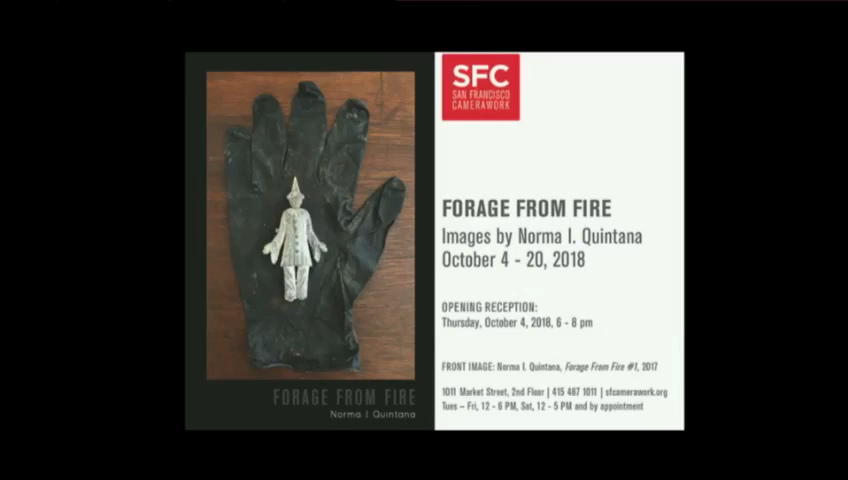 FORAGE FROM FIRE
Norma I Quintana
SFC
SAN FRANCISCO
CAMERAWORK
FORAGE FROM FIRE
Images by Norma I. Quintana
October 4 - 20, 2018
OPENING RECEPTION:
Thursday, October 4, 2018, 6 - 8 pm
FRONT IMAGE: Norma I. Quintana, Forage From Fire #1, 2017
1011 Market Street, 2nd Floor | 415 487 1011 | sfcamerawork.org
Tues – Fri, 12 - 6 PM, Sat, 12 - 5 PM and by appointment